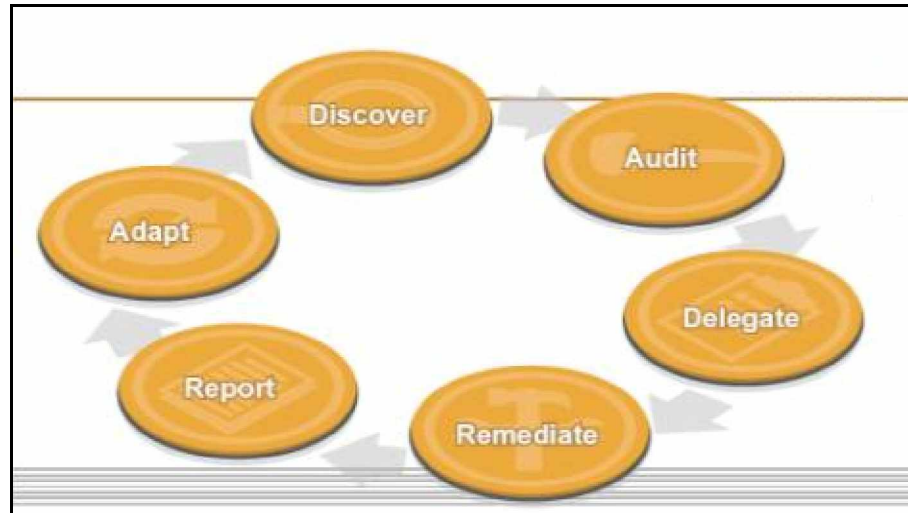 Discover
Audit
Delegate
Remediate
Report
Adapt